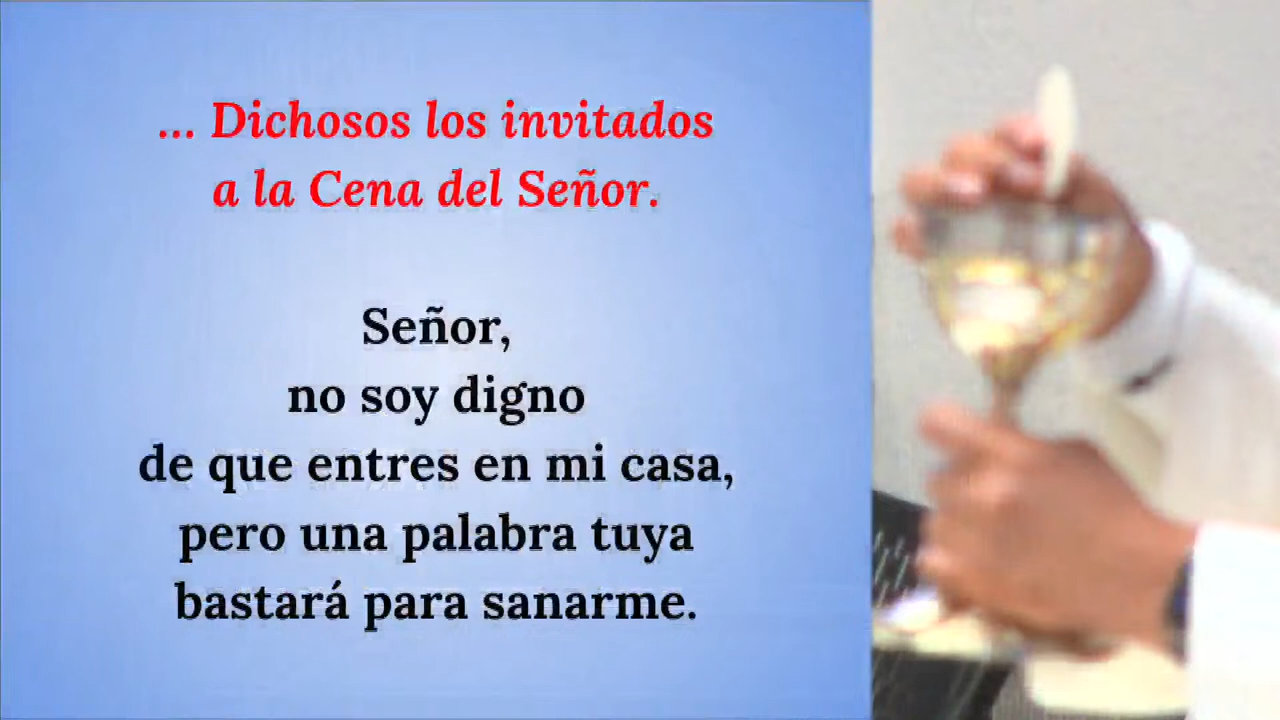 ... Dichosos los invitados
a la Cena del Señor.
Señor,
no soy digno
de que entres en mi casa,
pero una palabra tuya
bastará para sanarme.